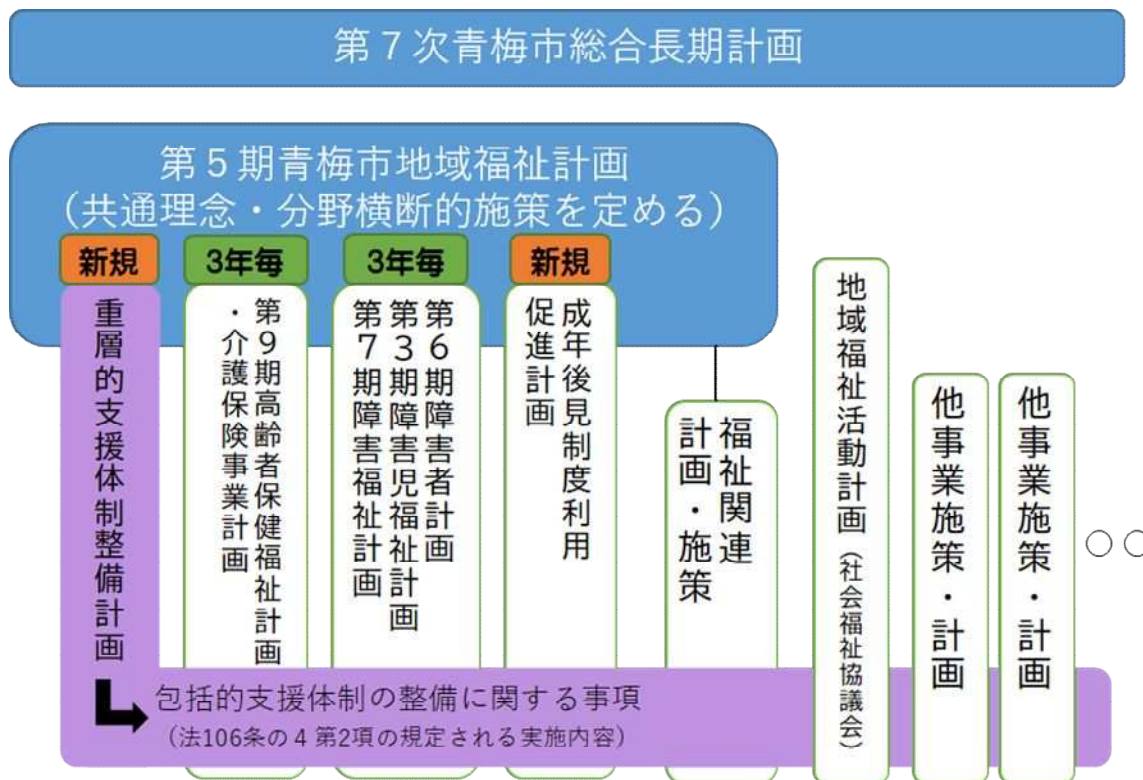 第７次青梅市総合長期計画
第５期青梅市地域福祉計画
（共通理念・分野横断的施策を定める）
新規
重層的支援体制整備計画
3年毎
第９期高齢者保健福祉計画
・介護保険事業計画
3年毎
第６期障害者計画
第３期障害児福祉計画
第７期障害福祉計画
新規
成年後見制度利用
促進計画
福祉関連
計画・施策
地域福祉活動計画（社会福祉協議会）
他事業施策・計画
他事業施策・計画
○○
包括的支援体制の整備に関する事項
（法106条の４第2項の規定される実施内容）